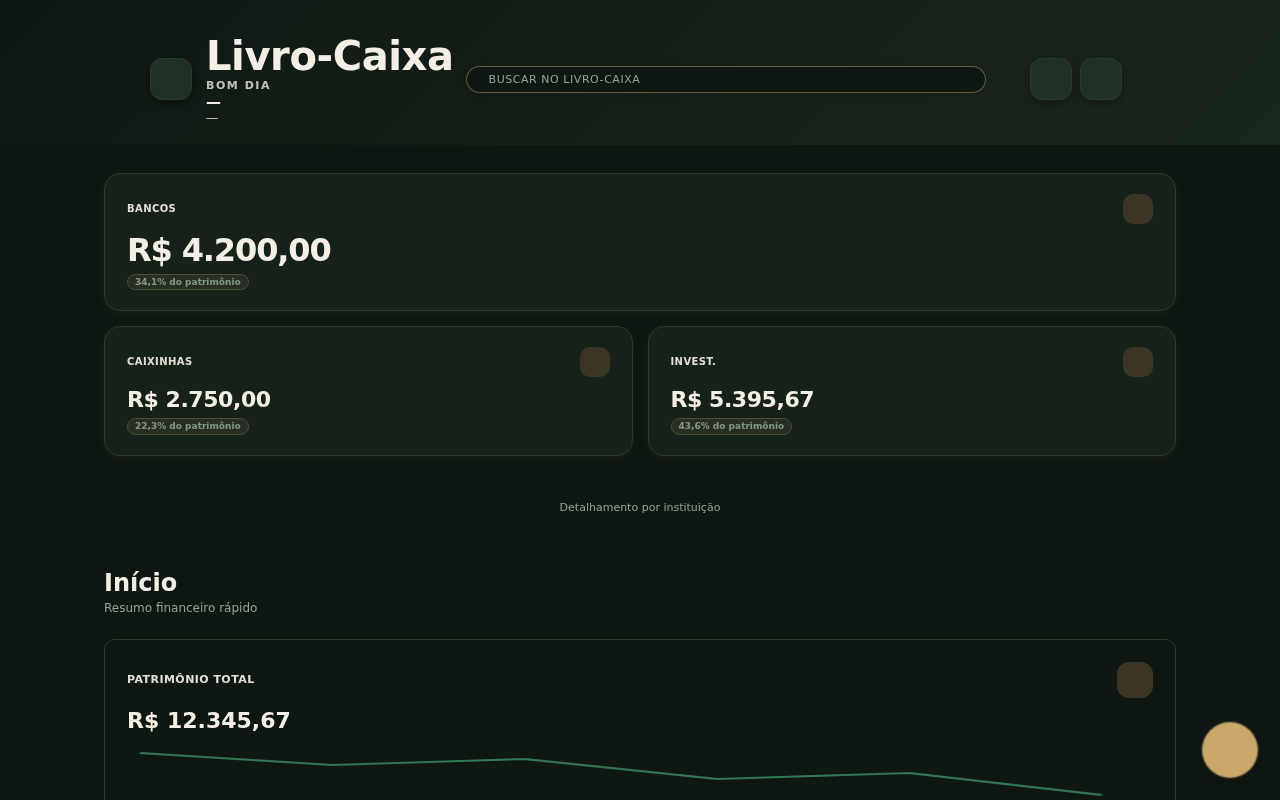 Livro-Caixa
BOM DIA
—
—
BUSCAR NO LIVRO-CAIXA
BANCOS
R$ 4.200,00
34,1% do patrimônio
CAIXINHAS
R$ 2.750,00
22,3% do patrimônio
INVEST.
R$ 5.395,67
43,6% do patrimônio
Detalhamento por instituição
Início
Resumo financeiro rápido
PATRIMÔNIO TOTAL
R$ 12.345,67